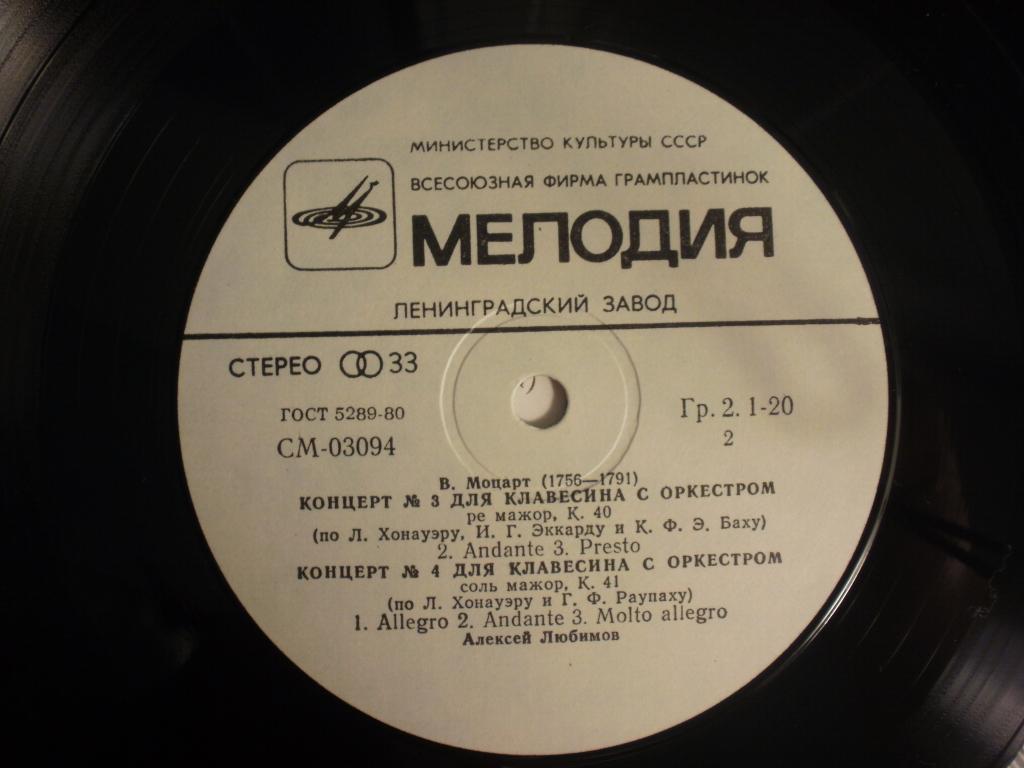 МИНИСТЕРСТВО КУЛЬТУРЫ СССР
ВСЕСОЮЗНАЯ ФИРМА ГРАМПЛАСТИНОК
МЕЛОДИЯ
ЛЕНИНГРАДСКИЙ ЗАВОД
СТЕРЕО 33
ГОСТ 5289-80
Гр. 2. 1-20
СМ-03094
2
В. Моцарт (1756—1791)
КОНЦЕРТ № 3 ДЛЯ КЛАВЕСИНА С ОРКЕСТРОМ
ре мажор, К. 40
(по Л. Хонауэру, И. Г. Эккарду и К. Ф. Э. Баху)
2. Andante 3. Presto
КОНЦЕРТ № 4 ДЛЯ КЛАВЕСИНА С ОРКЕСТРОМ
соль мажор, К. 41
(по Л. Хонауэру и Г. Ф. Раупаху)
1. Allegro 2. Andante 3. Molto allegro
Алексей Любимов